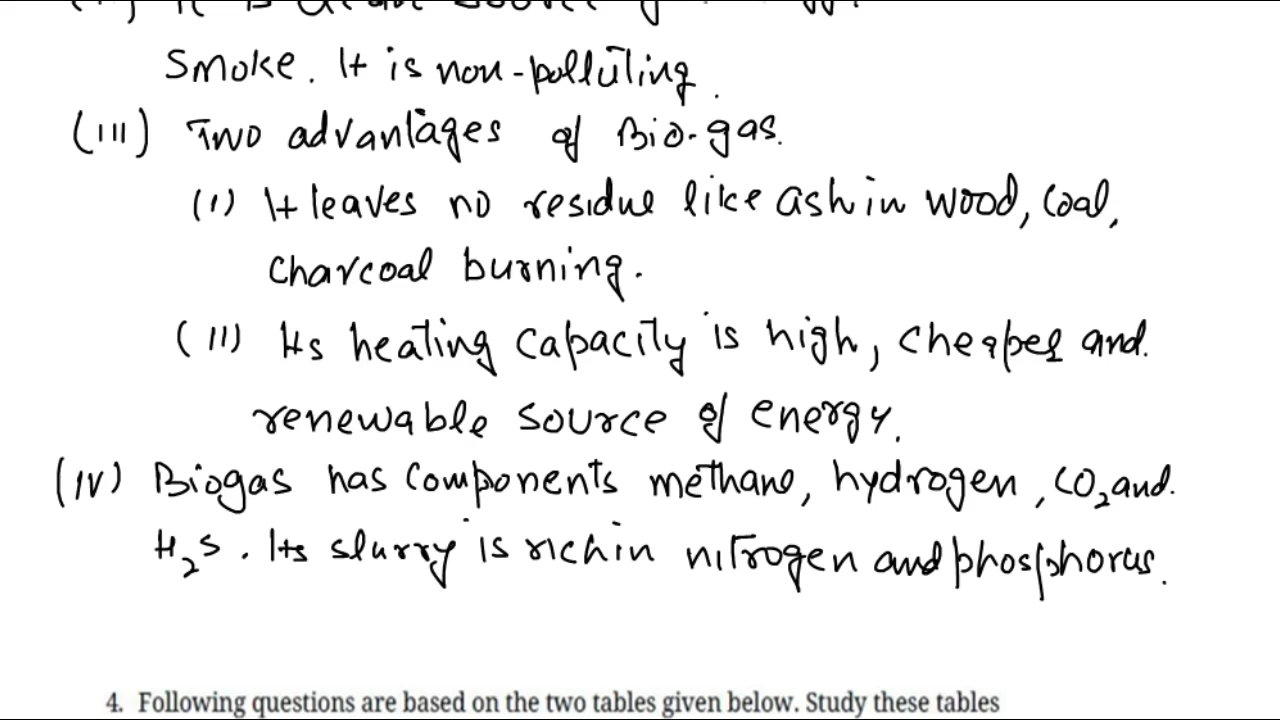 smoke. It is non-polluting.
(III) Two advantages of Bio-gas.
(I) It leaves no residue like ash in wood, coal,
charcoal burning.
(II) Its heating capacity is high, cheaper and
renewable source of energy.
(IV) Biogas has components methane, hydrogen, CO₂ and
H₂S. Its slurry is rich in nitrogen and phosphorus.
4. Following questions are based on the two tables given below. Study these tables